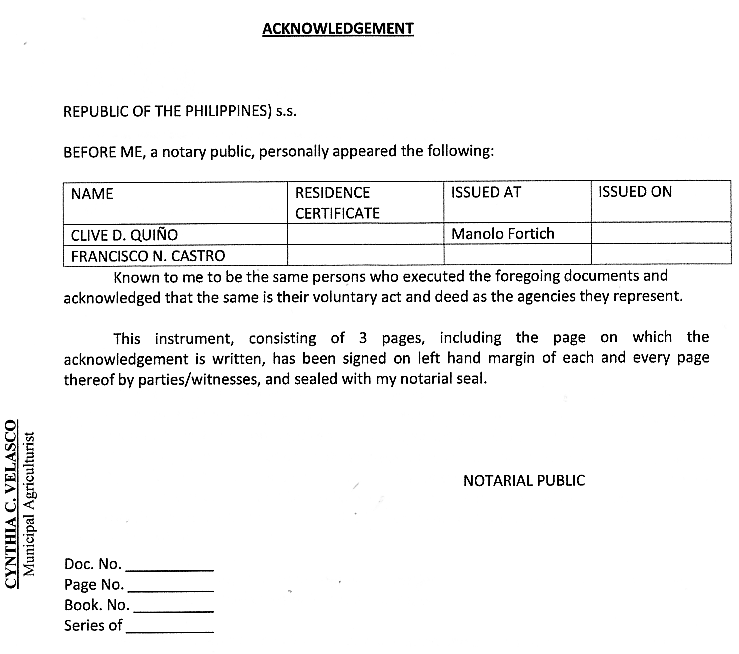 ACKNOWLEDGEMENT
REPUBLIC OF THE PHILIPPINES) s.s.
BEFORE ME, a notary public, personally appeared the following:
NAME RESIDENCE CERTIFICATE ISSUED AT ISSUED ON
CLIVE D. QUIÑO Manolo Fortich
FRANCISCO N. CASTRO
Known to me to be the same persons who executed the foregoing documents and
acknowledged that the same is their voluntary act and deed as the agencies they represent.
This instrument, consisting of 3 pages, including the page on which the
acknowledgement is written, has been signed on left hand margin of each and every page
thereof by parties/witnesses, and sealed with my notarial seal.
CYNTHIA C. VELASCO
Municipal Agriculturist
NOTARIAL PUBLIC
Doc. No. ___________
Page No. ___________
Book. No. __________
Series of ___________